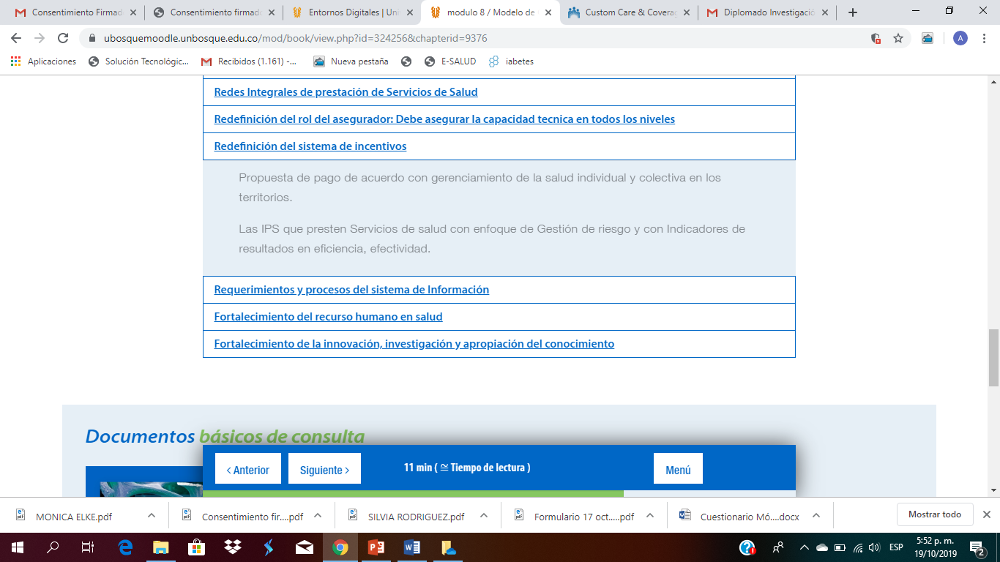 Consentimiento Firmad
Consentimiento firmado
Entornos Digitales | Uni
modulo 8 / Modelo de
Custom Care & Coverag
Diplomado Investigació
ubosquemoodle.unbosque.edu.co/mod/book/view.php?id=324256&chapterid=9376
A
Aplicaciones
Solución Tecnológic...
Recibidos (1.161) -...
Nueva pestaña
E-SALUD
iabetes
Redes Integrales de prestación de Servicios de Salud
Redefinición del rol del asegurador: Debe asegurar la capacidad tecnica en todos los niveles
Redefinición del sistema de incentivos
Propuesta de pago de acuerdo con gerenciamiento de la salud individual y colectiva en los
territorios.
Las IPS que presten Servicios de salud con enfoque de Gestión de riesgo y con Indicadores de
resultados en eficiencia, efectividad.
Requerimientos y procesos del sistema de Información
Fortalecimiento del recurso humano en salud
Fortalecimiento de la innovación, investigación y apropiación del conocimiento
Documentos básicos de consulta
< Anterior
Siguiente >
11 min ( ≅ Tiempo de lectura )
Menú
MONICA ELKE.pdf
Consentimiento fir....pdf
SILVIA RODRIGUEZ.pdf
Formulario 17 oct.....pdf
Cuestionario Mó....docx
Mostrar todo
ESP
5:52 p. m.
19/10/2019
2